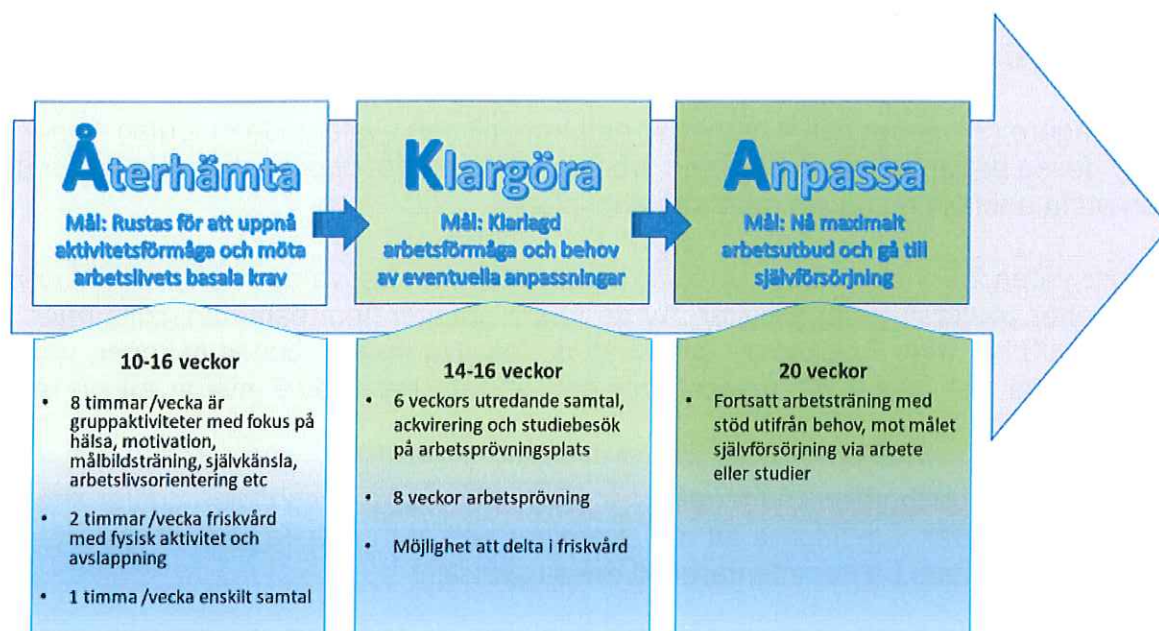 Återhämta
Mål: Rustas för att uppnå
aktivitetsförmåga och möta
arbetslivets basala krav
Klargöra
Mål: Klarlagd
arbetsförmåga och behov
av eventuella anpassningar
Anpassa
Mål: Nå maximalt
arbetsutbud och gå till
självförsörjning
10-16 veckor
• 8 timmar/vecka är
gruppaktiviteter med fokus på
hälsa, motivation,
målbildsträning, självkänsla,
arbetslivsorientering etc
• 2 timmar/vecka friskvård
med fysisk aktivitet och
avslappning
• 1 timma/vecka enskilt samtal
14-16 veckor
• 6 veckors utredande samtal,
ackvirering och studiebesök
på arbetsprövningsplats
• 8 veckor arbetsprövning
• Möjlighet att delta i friskvård
20 veckor
• Fortsatt arbetsträning med
stöd utifrån behov, mot målet
självförsörjning via arbete
eller studier